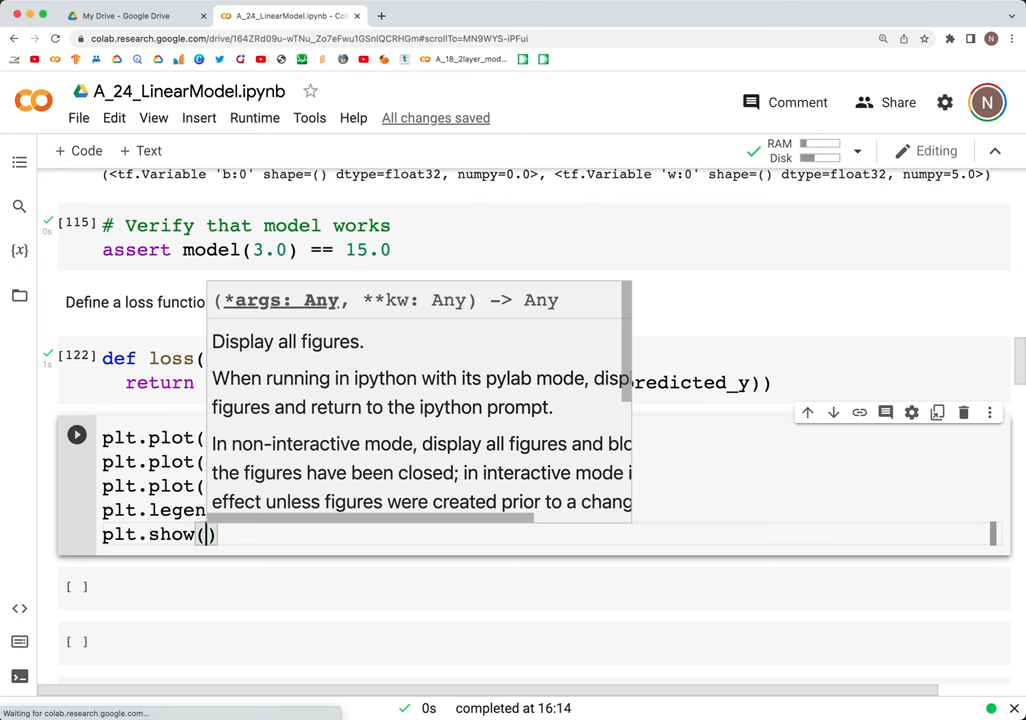 My Drive - Google Drive
A_24_LinearModel.ipynb - Col
colab.research.google.com/drive/164ZRd09u-wTNu_Zo7eFwu1GSnlQCRHGm#scrollTo=MN9WYS-iPFui
N
A_18_2layer_mod...
A_24_LinearModel.ipynb
Comment
Share
N
File Edit View Insert Runtime Tools Help All changes saved
+ Code + Text
RAM
Disk
Editing
(<tf.Variable 'b:0' shape=() dtype=float32, numpy=0.0>, <tf.Variable 'w:0' shape=() dtype=float32, numpy=5.0>)
[115] # Verify that model works
0s
assert model(3.0) == 15.0
{x}
Define a loss functio
(*args: Any, **kw: Any) -> Any
Display all figures.
When running in ipython with its pylab mode, disp
figures and return to the ipython prompt.
In non-interactive mode, display all figures and blo
the figures have been closed; in interactive mode i
effect unless figures were created prior to a chang
[122] def loss(
1s
return
redicted_y))
plt.plot(
plt.plot(
plt.plot(
plt.legen
plt.show()
[ ]
[ ]
Waiting for colab.research.google.com...
0s completed at 16:14